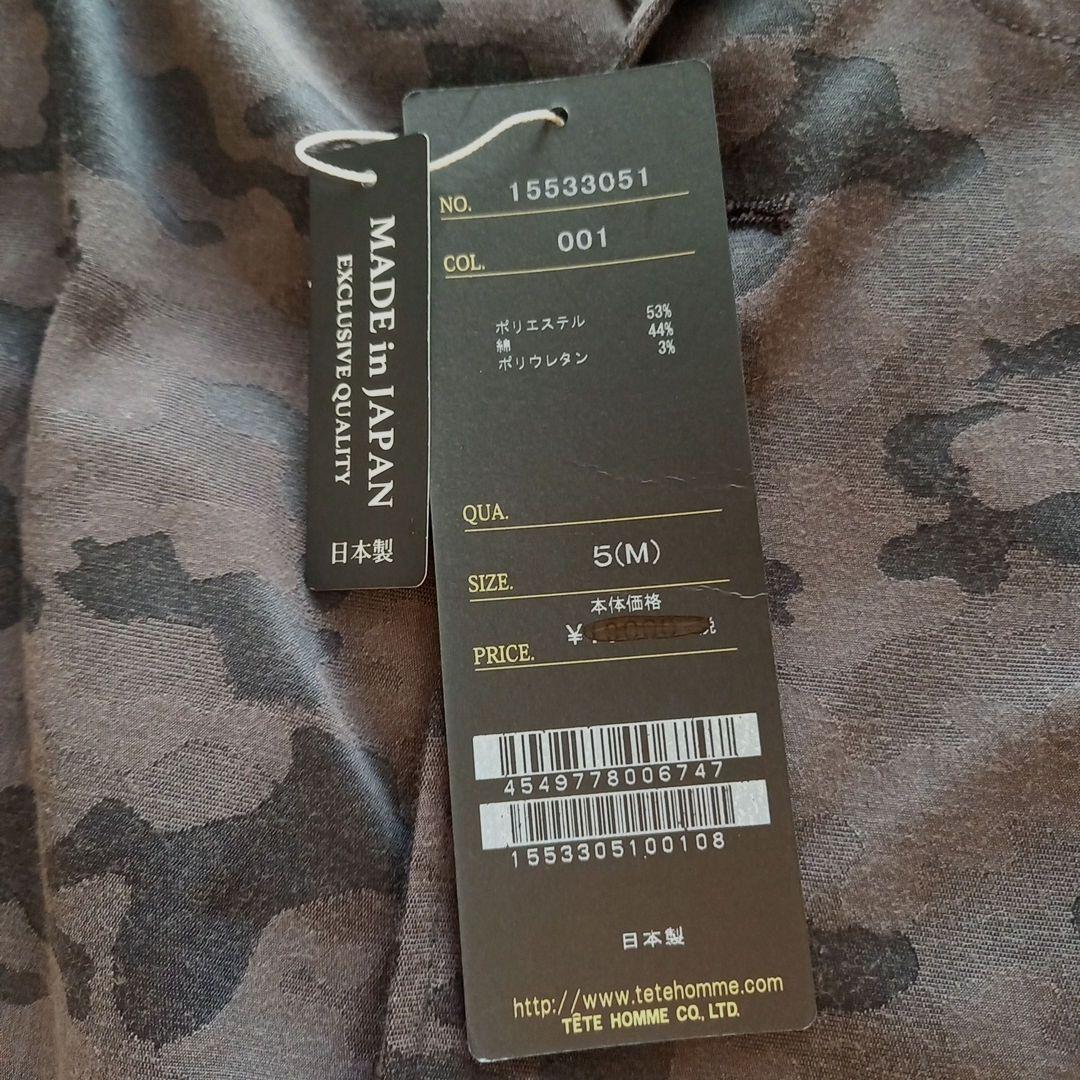 MADE in JAPAN
EXCLUSIVE QUALITY
日本製
NO. 15533051
COL. 001
ポリエステル 53%
綿 44%
ポリウレタン 3%
QUA.
SIZE. 5(M)
本体価格
PRICE. ¥ 税
4549778006747
1553305100108
日本製
http://www.tetehomme.com
TÊTE HOMME CO., LTD.